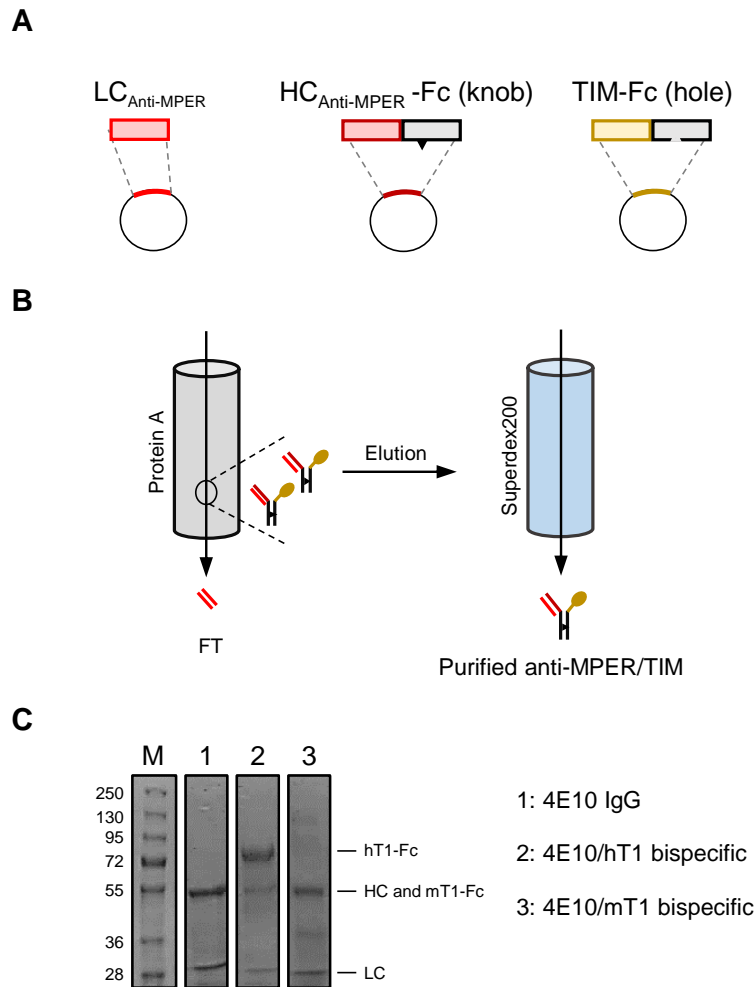 A
LCAnti-MPER
HCAnti-MPER -Fc (knob)
TIM-Fc (hole)
B
Protein A
Elution
Superdex200
FT
Purified anti-MPER/TIM
C
M 1 2 3
250
130
95
72
55
36
28
hT1-Fc
HC and mT1-Fc
LC
1: 4E10 IgG
2: 4E10/hT1 bispecific
3: 4E10/mT1 bispecific